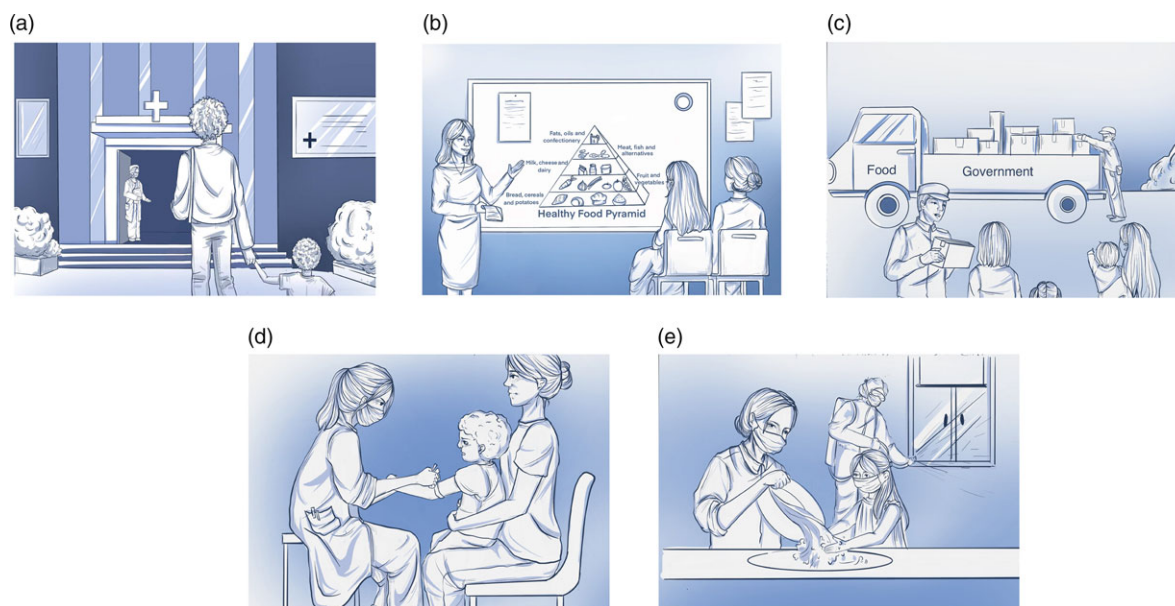 (a)
(b)
Fats, oils and
confectionery
Meat, fish and
alternatives
Milk, cheese and
dairy
Fruit and
vegetables
Bread, cereals
and potatoes
Healthy Food Pyramid
(c)
Food
Government
(d)
(e)